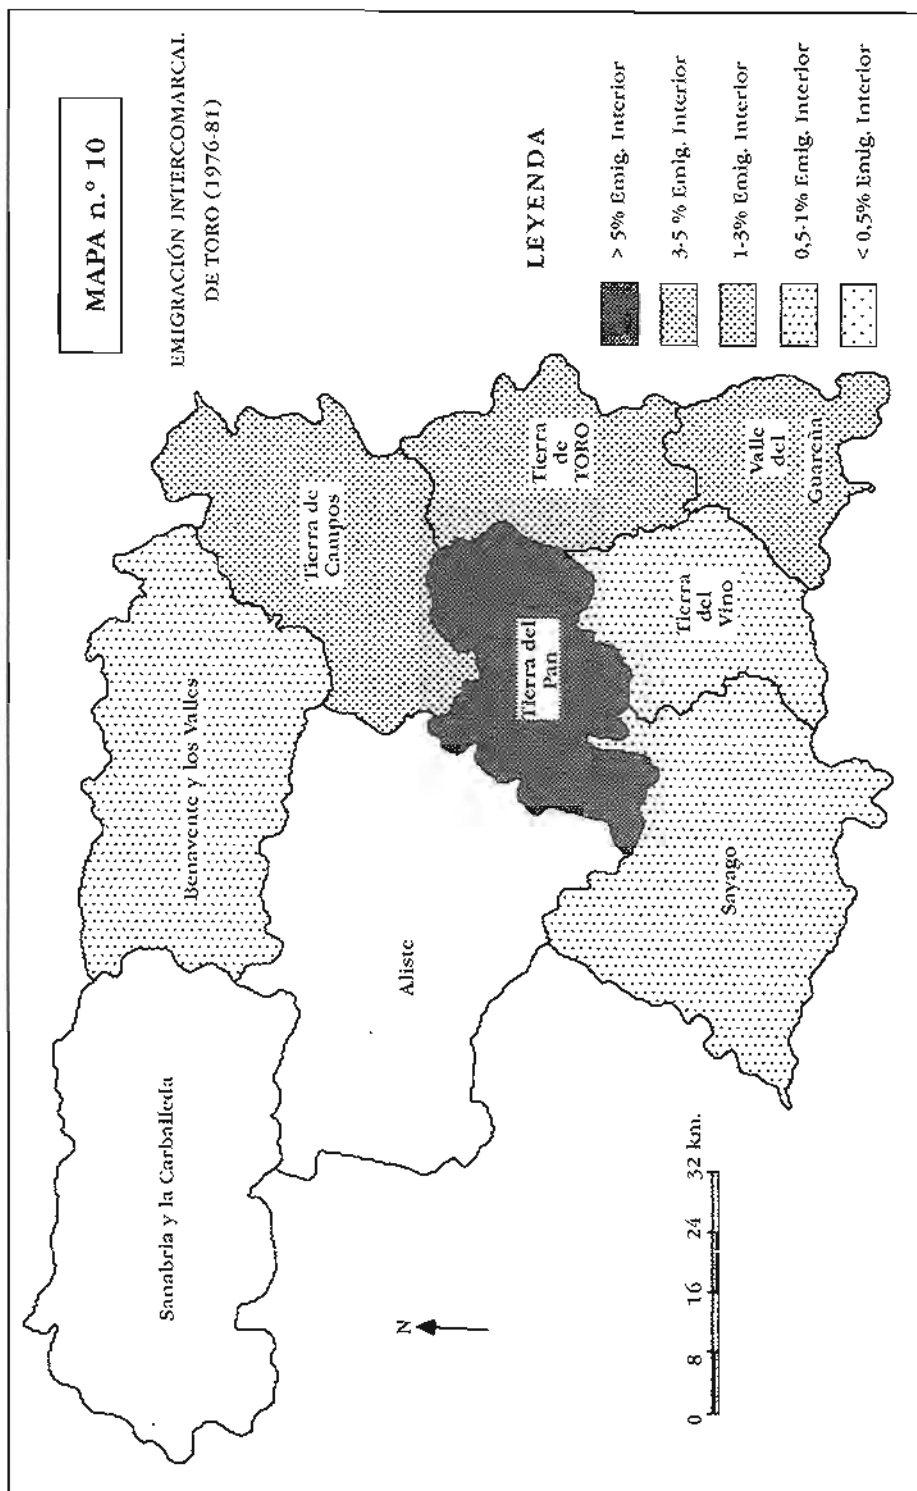 MAPA n.° 10
EMIGRACIÓN INTERCOMARCAL
DE TORO (1976-81)
Sanabria y la Carballeda
Benavente y los Valles
Tierra de
Campos
Aliste
Tierra del
Pan
Tierra
de
TORO
Sayago
Tierra
del
Vino
Valle
del
Guareña
N
0 8 16 24 32 km.
LEYENDA
> 5% Emig. Interior
3-5 % Emig. Interior
1-3% Emig. Interior
0,5-1% Emig. Interior
< 0,5% Emig. Interior